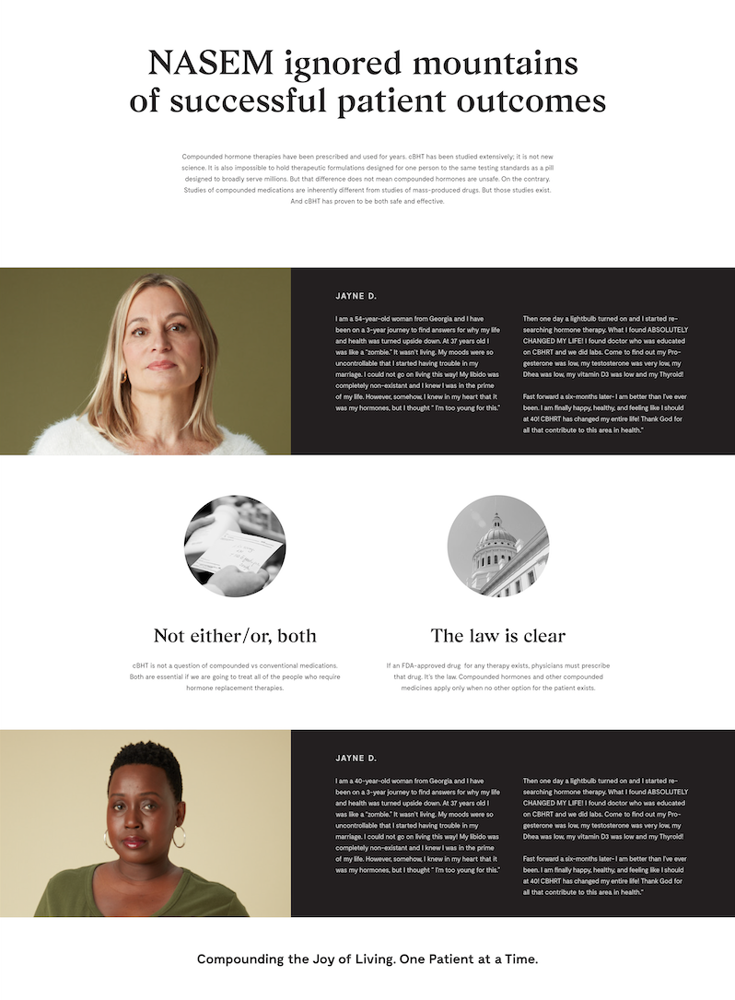 NASEM ignored mountains
of successful patient outcomes
Compounded hormone therapies have been prescribed and used for years. cBHT has been studied extensively; it is not new
science. It is also impossible to hold therapeutic formulations designed for one person to the same testing standards as a pill
designed to broadly serve millions. But that difference does not mean compounded hormones are unsafe. On the contrary.
Studies of compounded medications are inherently different from studies of mass-produced drugs. But those studies exist.
And cBHT has proven to be both safe and effective.
JAYNE D.
I am a 54-year-old woman from Georgia and I have
been on a 3-year journey to find answers for why my life
and health was turned upside down. At 37 years old I
was like a "zombie." It wasn't living. My moods were so
uncontrollable that I started having trouble in my
marriage. I could not go on living this way! My libido was
completely non-existant and I knew I was in the prime
of my life. However, somehow, I knew in my heart that it
was my hormones, but I thought " I'm too young for this."
Then one day a lightbulb turned on and I started re-
searching hormone therapy. What I found ABSOLUTELY
CHANGED MY LIFE! I found doctor who was educated
on CBHRT and we did labs. Come to find out my Pro-
gesterone was low, my testosterone was very low, my
Dhea was low, my vitamin D3 was low and my Thyroid!
Fast forward a six-months later- I am better than I've ever
been. I am finally happy, healthy, and feeling like I should
at 40! CBHRT has changed my entire life! Thank God for
all that contribute to this area in health."
Not either/or, both
cBHT is not a question of compounded vs conventional medications.
Both are essential if we are going to treat all of the people who require
hormone replacement therapies.
The law is clear
If an FDA-approved drug for any therapy exists, physicians must prescribe
that drug. It's the law. Compounded hormones and other compounded
medicines apply only when no other option for the patient exists.
JAYNE D.
I am a 40-year-old woman from Georgia and I have
been on a 3-year journey to find answers for why my life
and health was turned upside down. At 37 years old I
was like a "zombie." It wasn't living. My moods were so
uncontrollable that I started having trouble in my
marriage. I could not go on living this way! My libido was
completely non-existant and I knew I was in the prime
of my life. However, somehow, I knew in my heart that it
was my hormones, but I thought " I'm too young for this."
Then one day a lightbulb turned on and I started re-
searching hormone therapy. What I found ABSOLUTELY
CHANGED MY LIFE! I found doctor who was educated
on CBHRT and we did labs. Come to find out my Pro-
gesterone was low, my testosterone was very low, my
Dhea was low, my vitamin D3 was low and my Thyroid!
Fast forward a six-months later- I am better than I've ever
been. I am finally happy, healthy, and feeling like I should
at 40! CBHRT has changed my entire life! Thank God for
all that contribute to this area in health."
Compounding the Joy of Living. One Patient at a Time.